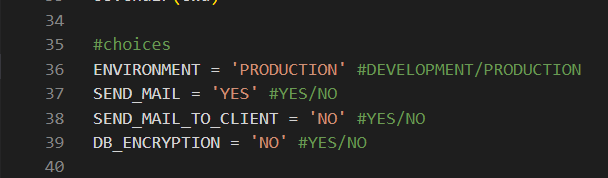 34
35 #choices
36 ENVIRONMENT = 'PRODUCTION' #DEVELOPMENT/PRODUCTION
37 SEND_MAIL = 'YES' #YES/NO
38 SEND_MAIL_TO_CLIENT = 'NO' #YES/NO
39 DB_ENCRYPTION = 'NO' #YES/NO
40